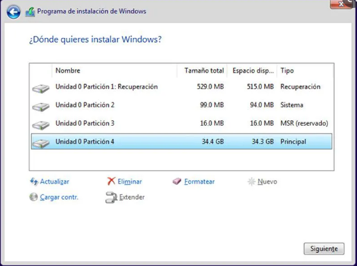 Programa de instalación de Windows
¿Dónde quieres instalar Windows?
Nombre Tamaño total Espacio disp... Tipo
Unidad 0 Partición 1: Recuperación 529.0 MB 515.0 MB Recuperación
Unidad 0 Partición 2 99.0 MB 94.0 MB Sistema
Unidad 0 Partición 3 16.0 MB 16.0 MB MSR (reservado)
Unidad 0 Partición 4 34.4 GB 34.3 GB Principal
Actualizar Eliminar Formatear Nuevo
Cargar contr. Extender
Siguiente